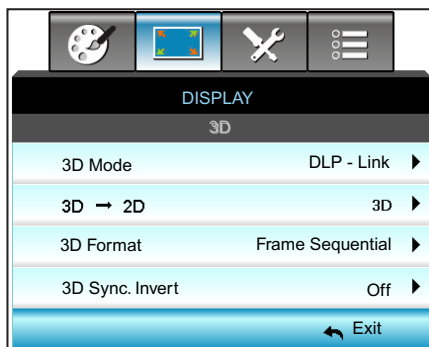 DISPLAY
3D
3D Mode DLP - Link
3D → 2D 3D
3D Format Frame Sequential
3D Sync. Invert Off
Exit